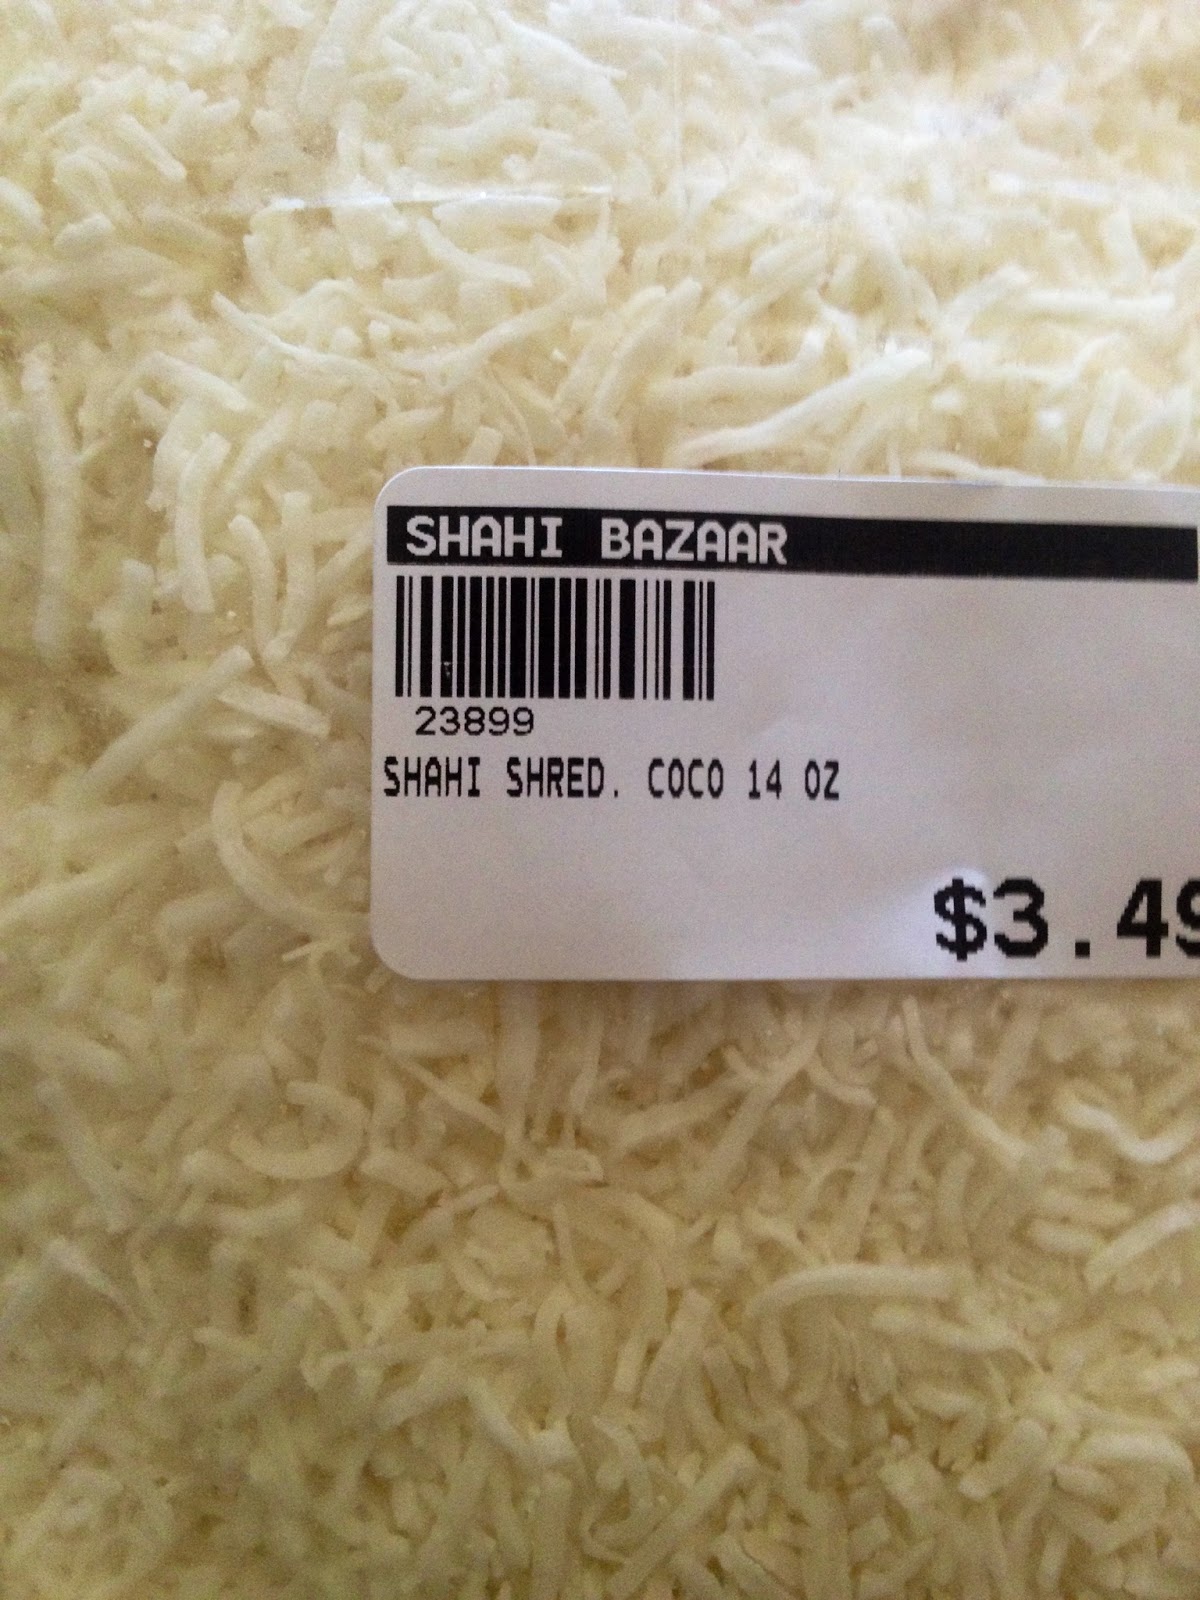 SHAHI BAZAAR
23899
SHAHI SHRED. COCO 14 OZ
$3.49